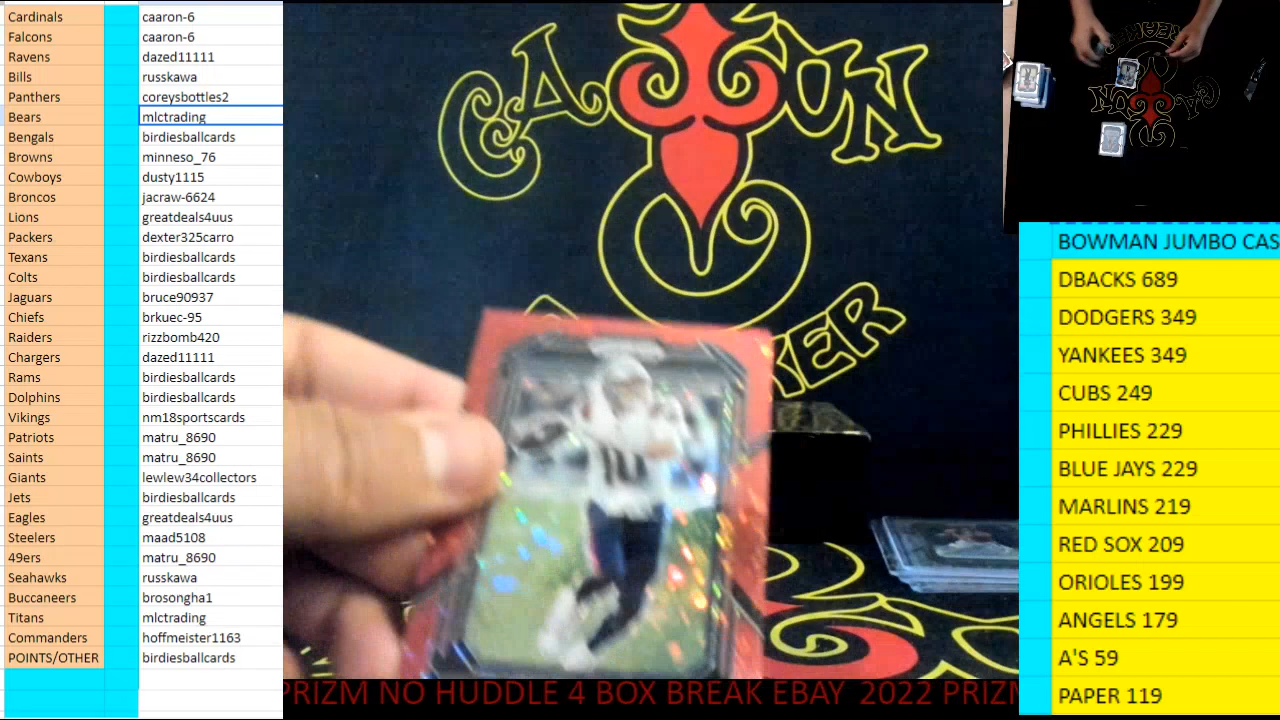 Cardinals caaron-6
Falcons caaron-6
Ravens dazed11111
Bills russkawa
Panthers coreysbottles2
Bears mlctrading
Bengals birdiesballcards
Browns minneso_76
Cowboys dusty1115
Broncos jacraw-6624
Lions greatdeals4uus
Packers dexter325carro
Texans birdiesballcards
Colts birdiesballcards
Jaguars bruce90937
Chiefs brkuec-95
Raiders rizzbomb420
Chargers dazed11111
Rams birdiesballcards
Dolphins birdiesballcards
Vikings nm18sportscards
Patriots matru_8690
Saints matru_8690
Giants lewlew34collectors
Jets birdiesballcards
Eagles greatdeals4uus
Steelers maad5108
49ers matru_8690
Seahawks russkawa
Buccaneers brosongha1
Titans mlctrading
Commanders hoffmeister1163
POINTS/OTHER birdiesballcards
CAJUN
KER
10
BOWMAN JUMBO CAS
DBACKS 689
DODGERS 349
YANKEES 349
CUBS 249
PHILLIES 229
BLUE JAYS 229
MARLINS 219
RED SOX 209
ORIOLES 199
ANGELS 179
A'S 59
PAPER 119
PRIZM NO HUDDLE 4 BOX BREAK EBAY 2022 PRIZM